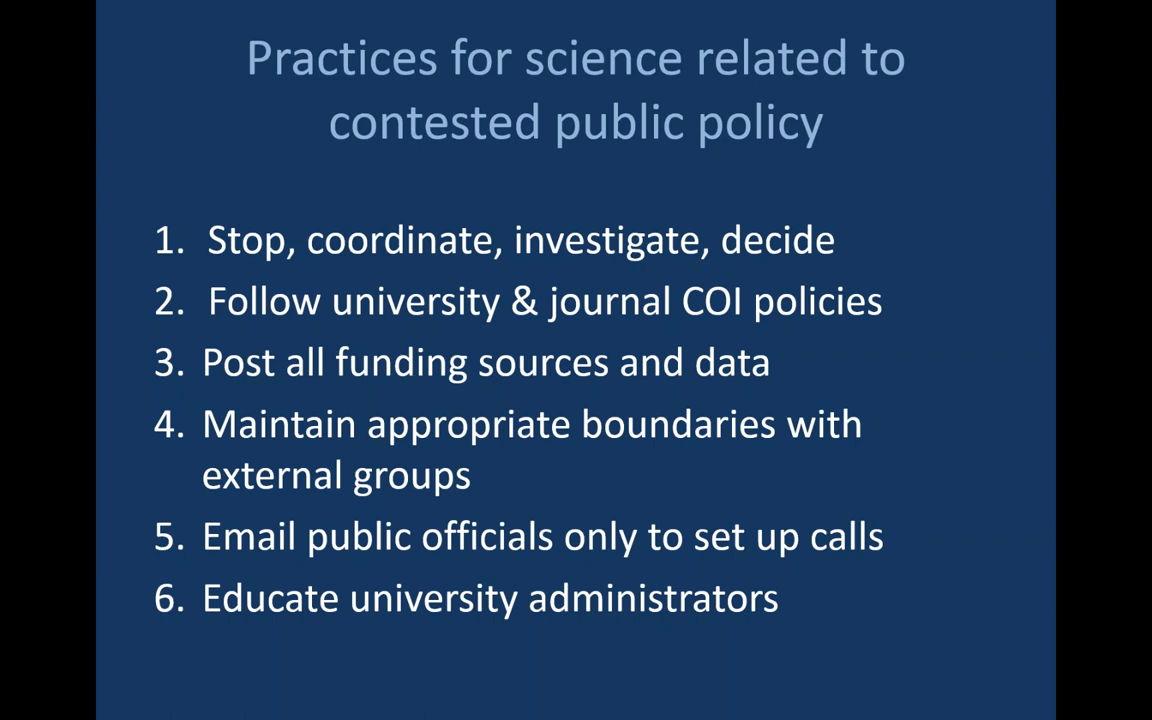 Practices for science related to
contested public policy
1. Stop, coordinate, investigate, decide
2. Follow university & journal COI policies
3. Post all funding sources and data
4. Maintain appropriate boundaries with
external groups
5. Email public officials only to set up calls
6. Educate university administrators